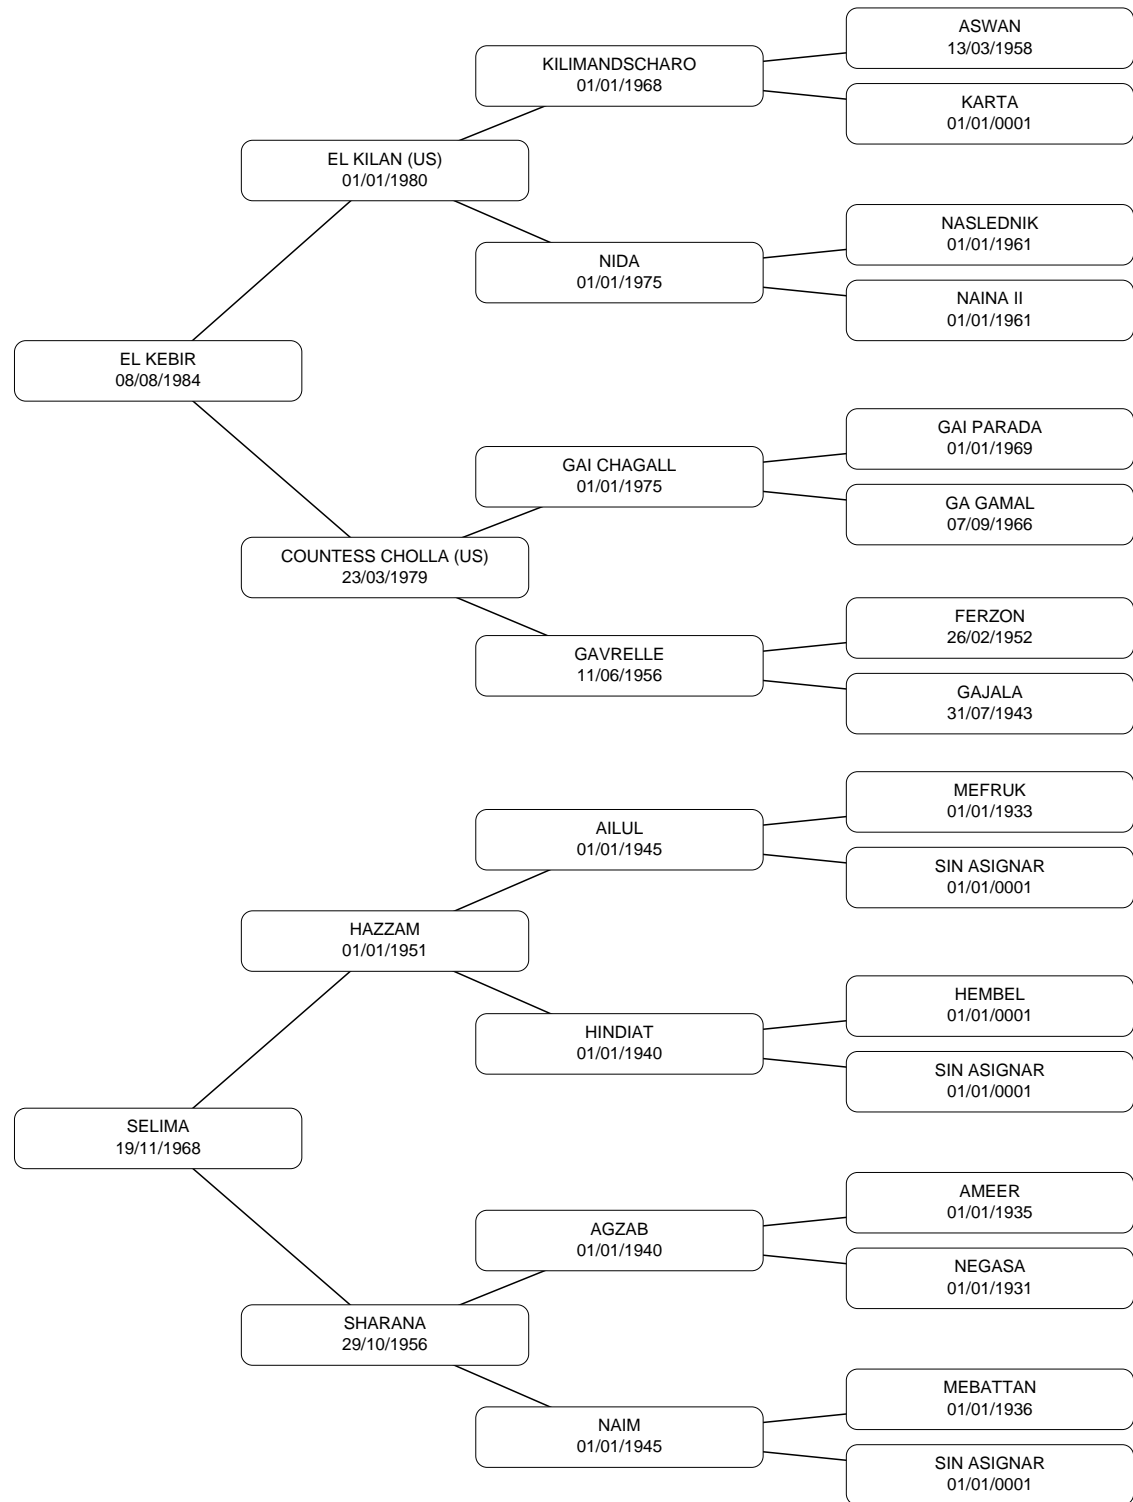 ASWAN
13/03/1958
KILIMANDSCHARO
01/01/1968
KARTA
01/01/0001
EL KILAN (US)
01/01/1980
NASLEDNIK
01/01/1961
NIDA
01/01/1975
NAINA II
01/01/1961
EL KEBIR
08/08/1984
GAI PARADA
01/01/1969
GAI CHAGALL
01/01/1975
GA GAMAL
07/09/1966
COUNTESS CHOLLA (US)
23/03/1979
FERZON
26/02/1952
GAVRELLE
11/06/1956
GAJALA
31/07/1943
MEFRUK
01/01/1933
AILUL
01/01/1945
SIN ASIGNAR
01/01/0001
HAZZAM
01/01/1951
HEMBEL
01/01/0001
HINDIAT
01/01/1940
SIN ASIGNAR
01/01/0001
SELIMA
19/11/1968
AMEER
01/01/1935
AGZAB
01/01/1940
NEGASA
01/01/1931
SHARANA
29/10/1956
MEBATTAN
01/01/1936
NAIM
01/01/1945
SIN ASIGNAR
01/01/0001